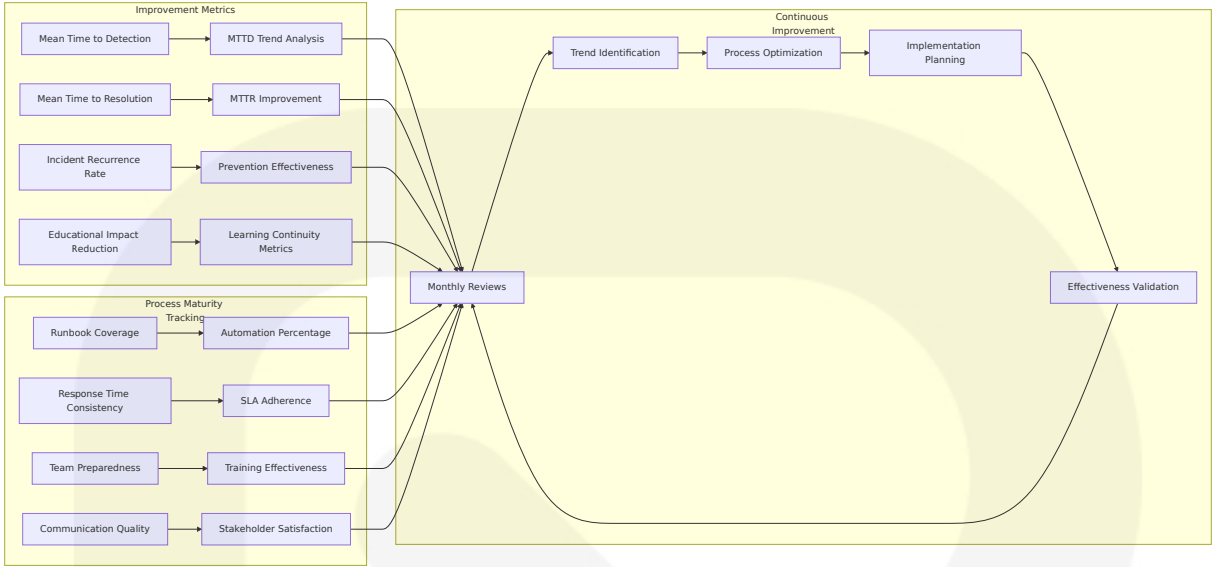 Improvement Metrics
Mean Time to Detection
MTTD Trend Analysis
Mean Time to Resolution
MTTR Improvement
Incident Recurrence
Rate
Prevention Effectiveness
Educational Impact
Reduction
Learning Continuity
Metrics
Process Maturity
Tracking
Runbook Coverage
Automation Percentage
Response Time
Consistency
SLA Adherence
Team Preparedness
Training Effectiveness
Communication Quality
Stakeholder Satisfaction
Continuous
Improvement
Monthly Reviews
Trend Identification
Process Optimization
Implementation
Planning
Effectiveness Validation